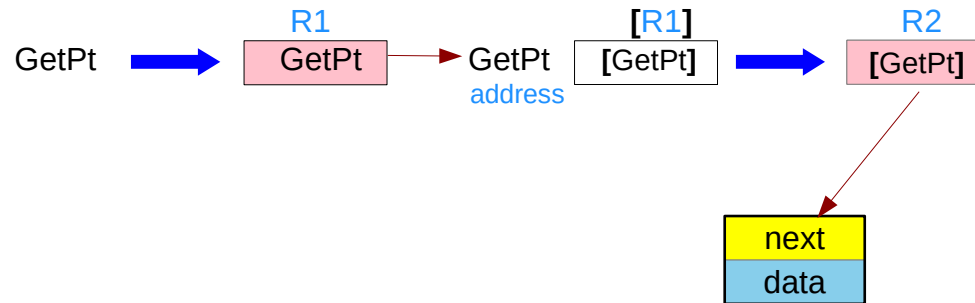 R1
[R1]
R2
GetPt
GetPt
GetPt
[GetPt]
[GetPt]
address
next
data